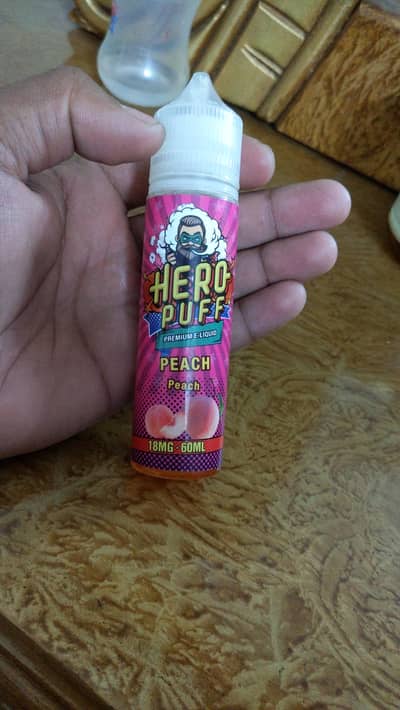 HERO
PUFF
PREMIUM E-LIQUID
PEACH
Peach
18MG - 60ML